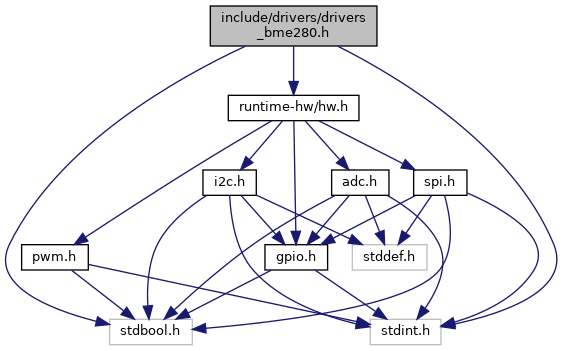 include/drivers/drivers
_bme280.h
runtime-hw/hw.h
i2c.h
adc.h
spi.h
pwm.h
gpio.h
stddef.h
stdbool.h
stdint.h